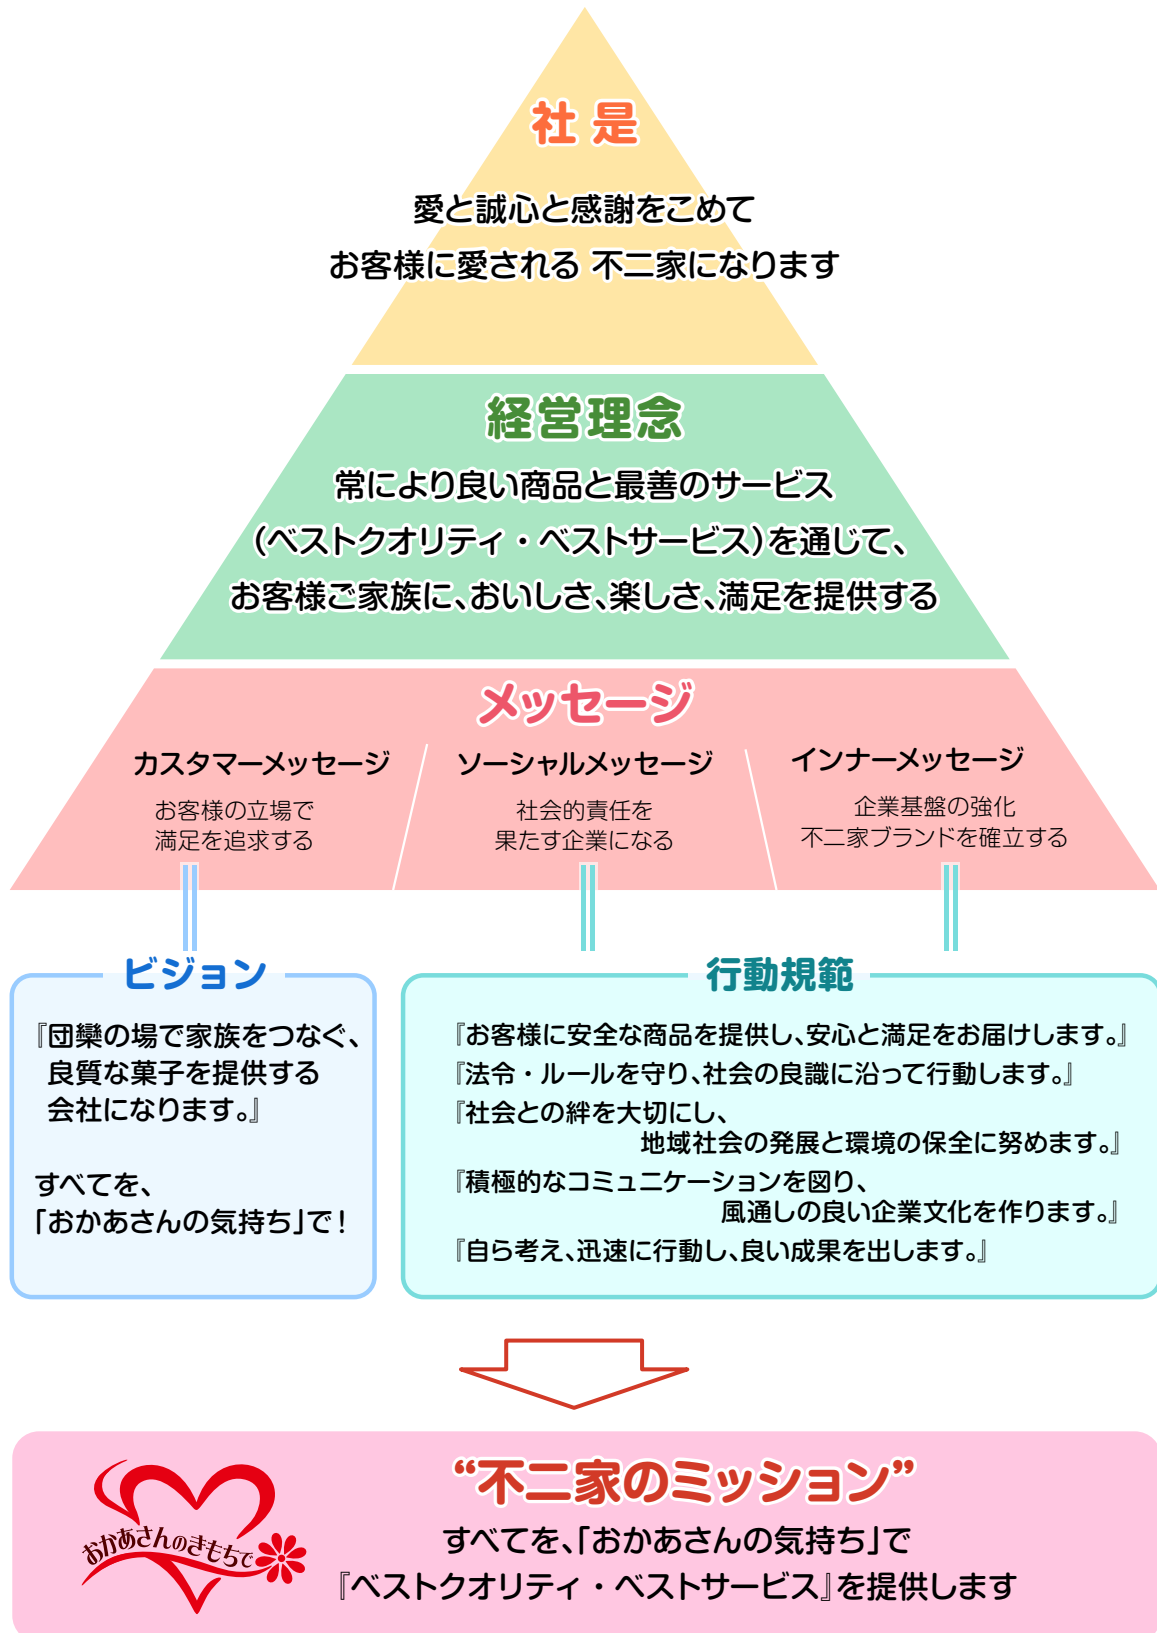 社 是
愛と誠心と感謝をこめて
お客様に愛される 不二家になります
経営理念
常により良い商品と最善のサービス
（ベストクオリティ・ベストサービス）を通じて、
お客様ご家族に、おいしさ、楽しさ、満足を提供する
メッセージ
カスタマーメッセージ
お客様の立場で
満足を追求する
ソーシャルメッセージ
社会的責任を
果たす企業になる
インナーメッセージ
企業基盤の強化
不二家ブランドを確立する
ビジョン
『団欒の場で家族をつなぐ、
良質な菓子を提供する
会社になります。』
すべてを、
「おかあさんの気持ち」で！
行動規範
『お客様に安全な商品を提供し、安心と満足をお届けします。』
『法令・ルールを守り、社会の良識に沿って行動します。』
『社会との絆を大切にし、
地域社会の発展と環境の保全に努めます。』
『積極的なコミュニケーションを図り、
風通しの良い企業文化を作ります。』
『自ら考え、迅速に行動し、良い成果を出します。』
おかあさんのきもちで
“不二家のミッション”
すべてを、「おかあさんの気持ち」で
『ベストクオリティ・ベストサービス』を提供します